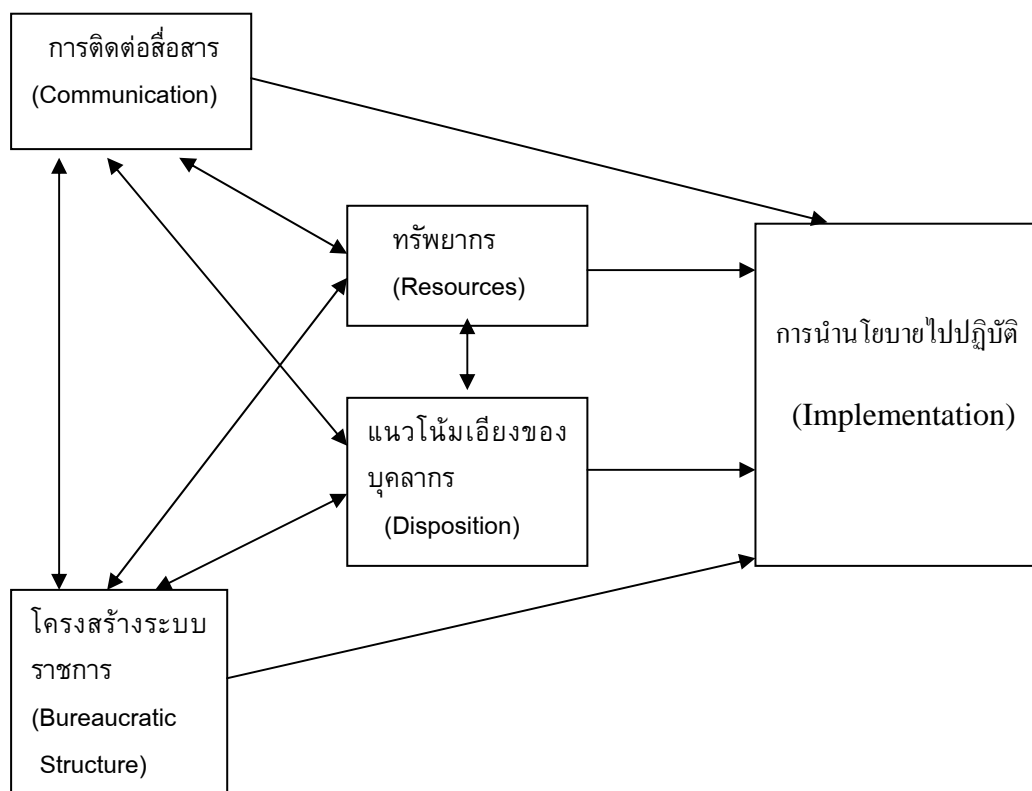 การติดต่อสื่อสาร
(Communication)
ทรัพยากร
(Resources)
การนำนโยบายไปปฏิบัติ
(Implementation)
แนวโน้มเอียงของ
บุคลากร
(Disposition)
โครงสร้างระบบ
ราชการ
(Bureaucratic
Structure)